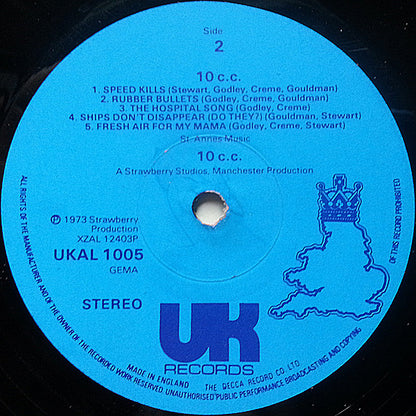 Side
2
10 c.c.
1. SPEED KILLS (Stewart, Godley, Creme, Gouldman)
2. RUBBER BULLETS (Godley, Creme, Gouldman)
3. THE HOSPITAL SONG (Godley, Creme)
4. SHIPS DON'T DISAPPEAR (DO THEY?) (Gouldman, Stewart)
5. FRESH AIR FOR MY MAMA (Godley, Creme, Stewart)
St. Annes Music
10 c.c.
A Strawberry Studios, Manchester Production
℗ 1973 Strawberry
Production
XZAL 12403P
UKAL 1005
GEMA
STEREO
UK
RECORDS
MADE IN ENGLAND THE DECCA RECORD CO. LTD.
ALL RIGHTS OF THE MANUFACTURER AND OF THE OWNER OF THE RECORDED WORK RESERVED. UNAUTHORISED PUBLIC PERFORMANCE BROADCASTING AND COPYING OF THIS RECORD PROHIBITED